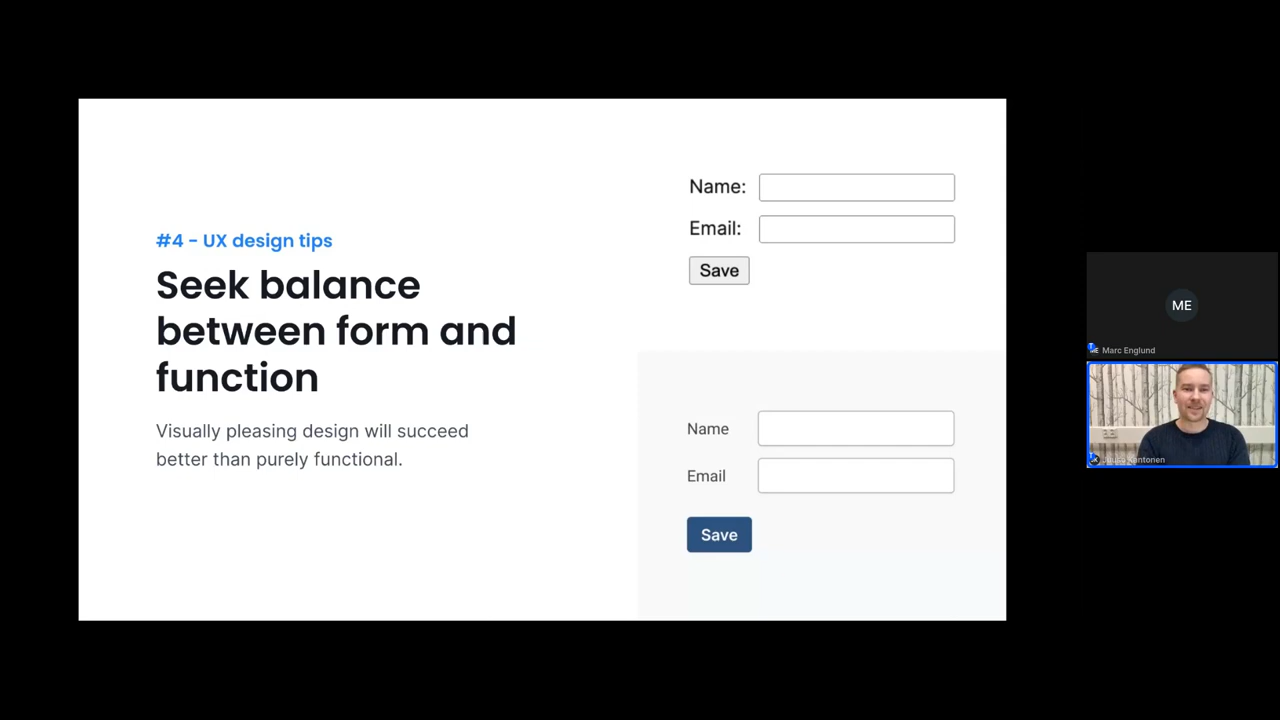 #4 - UX design tips
Seek balance
between form and
function
Visually pleasing design will succeed
better than purely functional.
Name:
Email:
Save
Name
Email
Save
ME
Marc Englund